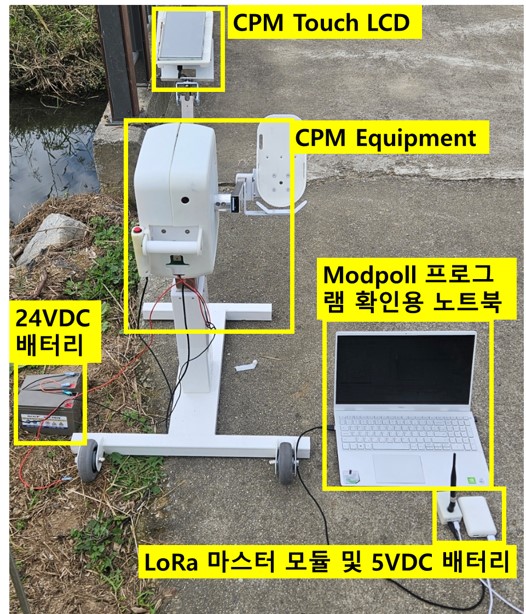 CPM Touch LCD
CPM Equipment
Modpoll 프로그
램 확인용 노트북
24VDC
배터리
LoRa 마스터 모듈 및 5VDC 배터리